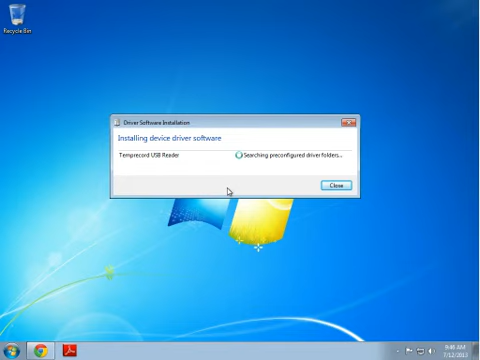 Recycle Bin
Driver Software Installation
Installing device driver software
Temprecord USB Reader
Searching preconfigured driver folders...
Close
9:48 AM
7/12/2013